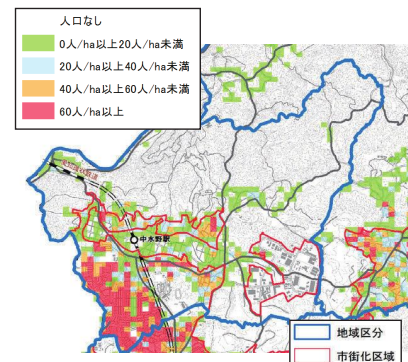 人口なし
0人/ha以上20人/ha未満
20人/ha以上40人/ha未満
40人/ha以上60人/ha未満
60人/ha以上
中水野駅
地域区分
市街化区域